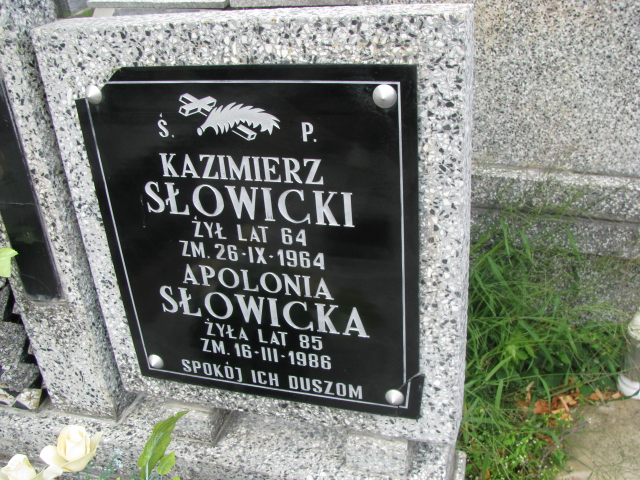 Ś. P.
KAZIMIERZ
SŁOWICKI
ŻYŁ LAT 64
ZM. 26-IX-1964
APOLONIA
SŁOWICKA
ŻYŁA LAT 85
ZM. 16-III-1986
SPOKÓJ ICH DUSZOM